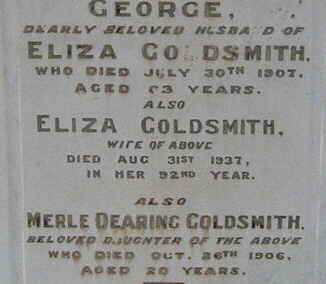 GEORGE,
DEARLY BELOVED HUSBAND OF
ELIZA GOLDSMITH.
WHO DIED JULY 30TH 1907.
AGED 63 YEARS.
ALSO
ELIZA GOLDSMITH,
WIFE OF ABOVE
DIED AUG 31ST 1937,
IN HER 92ND YEAR.
ALSO
MERLE DEARING GOLDSMITH.
BELOVED DAUGHTER OF THE ABOVE
WHO DIED OCT. 26TH 1906.
AGED 20 YEARS.